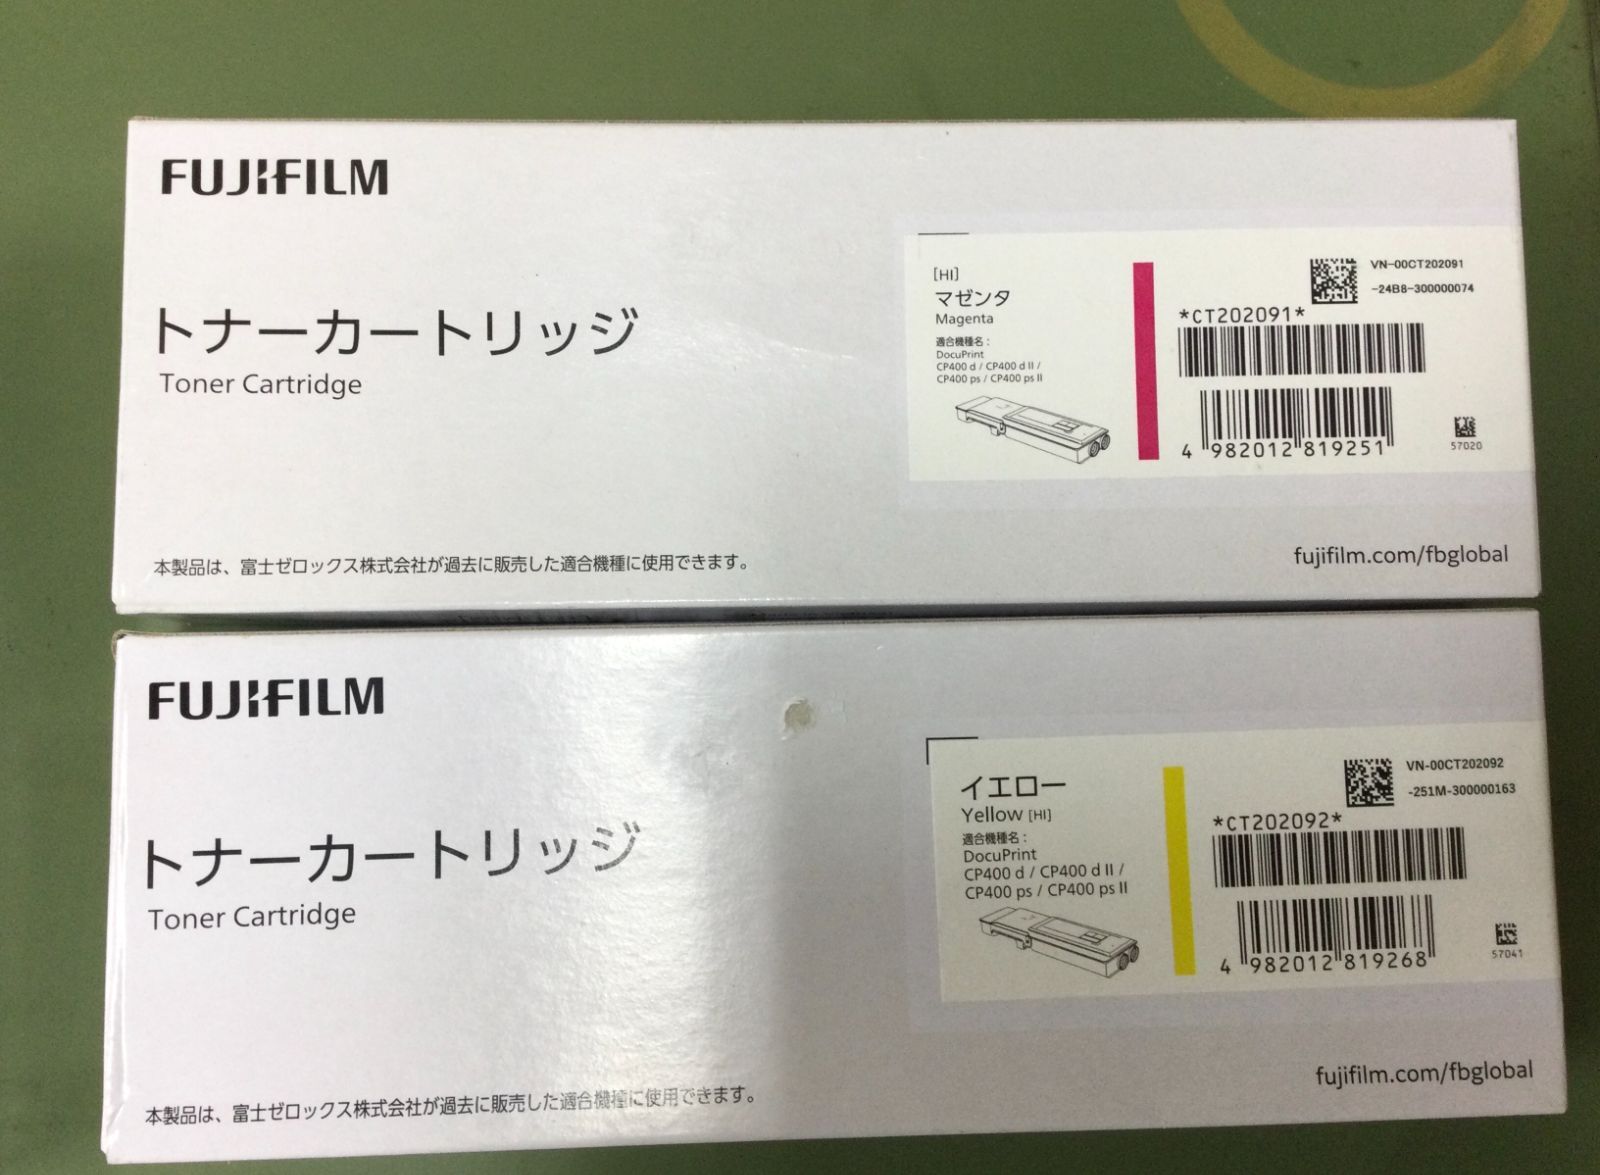 FUJIFILM
トナーカートリッジ
Toner Cartridge
本製品は、富士ゼロックス株式会社が過去に販売した適合機種に使用できます。
[HI]
マゼンタ
Magenta
適合機種名：
DocuPrint
CP400 d / CP400 d II /
CP400 ps / CP400 ps II
VN-00CT202091
-24B8-300000074
*CT202091*
4 982012 819251
57020
fujifilm.com/fbglobal
FUJIFILM
トナーカートリッジ
Toner Cartridge
本製品は、富士ゼロックス株式会社が過去に販売した適合機種に使用できます。
イエロー
Yellow [HI]
適合機種名：
DocuPrint
CP400 d / CP400 d II /
CP400 ps / CP400 ps II
VN-00CT202092
-251M-300000163
*CT202092*
4 982012 819268
57041
fujifilm.com/fbglobal